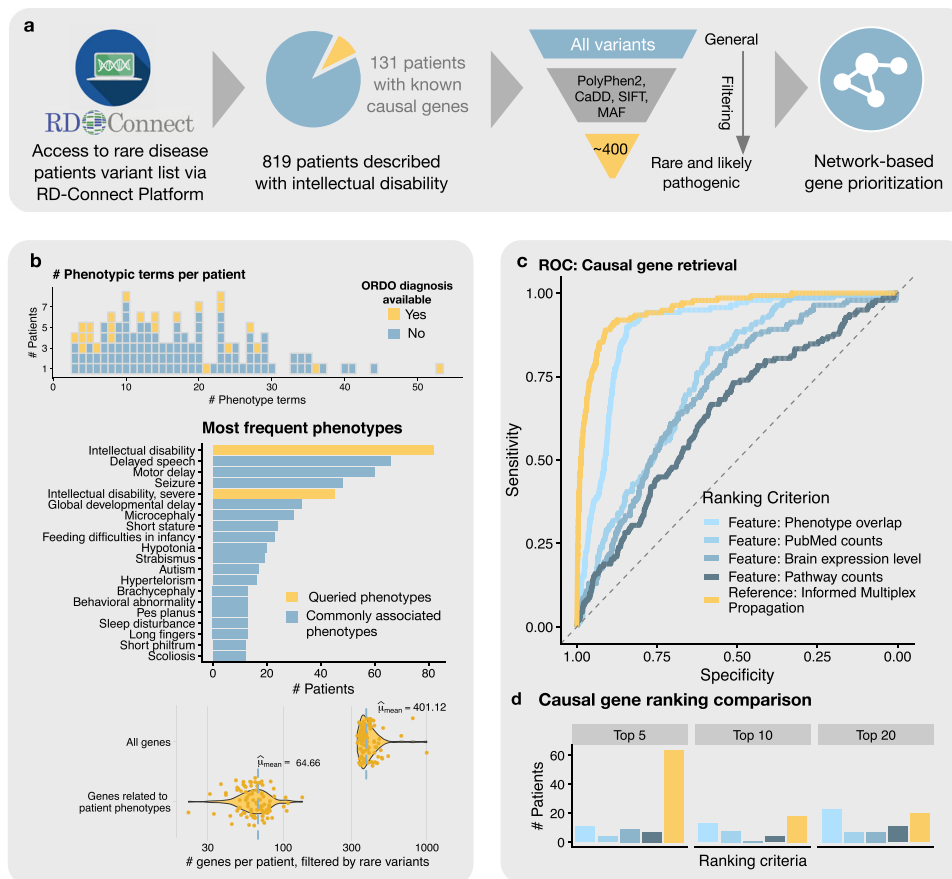 a
RD Connect
Access to rare disease
patients variant list via
RD-Connect Platform
131 patients
with known
causal genes
819 patients described
with intellectual disability
All variants
PolyPhen2,
CaDD, SIFT,
MAF
~400
General
Filtering
Rare and likely
pathogenic
Network-based
gene prioritization
b
# Phenotypic terms per patient
ORDO diagnosis
available
Yes
No
# Patients
7
5
3
1
0 10 20 30 40 50
# Phenotype terms
Most frequent phenotypes
Intellectual disability
Delayed speech
Motor delay
Seizure
Intellectual disability, severe
Global developmental delay
Microcephaly
Short stature
Feeding difficulties in infancy
Hypotonia
Strabismus
Autism
Hypertelorism
Brachycephaly
Behavioral abnormality
Pes planus
Sleep disturbance
Long fingers
Short philtrum
Scoliosis
Queried phenotypes
Commonly associated
phenotypes
0 20 40 60 80
# Patients
μ̂mean = 401.12
All genes
μ̂mean = 64.66
Genes related to
patient phenotypes
30 100 300 1000
# genes per patient, filtered by rare variants
c
ROC: Causal gene retrieval
Sensitivity
1.00
0.75
0.50
0.25
0.00
Ranking Criterion
Feature: Phenotype overlap
Feature: PubMed counts
Feature: Brain expression level
Feature: Pathway counts
Reference: Informed Multiplex
Propagation
1.00 0.75 0.50 0.25 0.00
Specificity
d
Causal gene ranking comparison
Top 5 Top 10 Top 20
# Patients
60
40
20
0
Ranking criteria